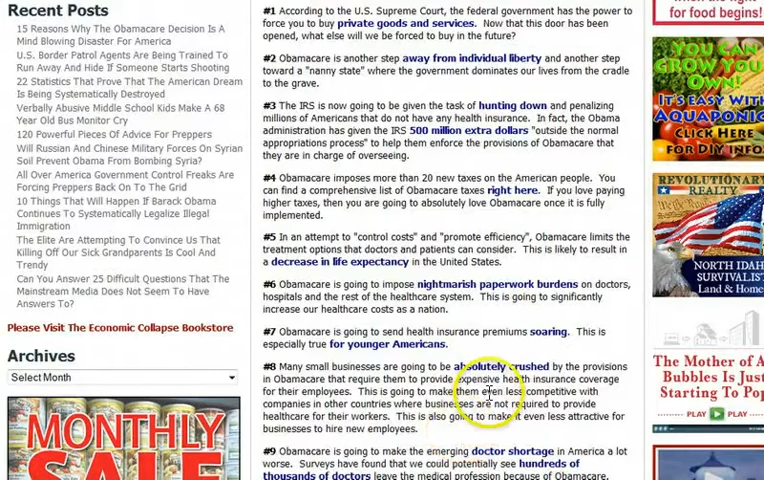 Recent Posts
15 Reasons Why The Obamacare Decision Is A
Mind Blowing Disaster For America
U.S. Border Patrol Agents Are Being Trained To
Run Away And Hide If Someone Starts Shooting
22 Statistics That Prove That The American Dream
Is Being Systematically Destroyed
Verbally Abusive Middle School Kids Make A 68
Year Old Bus Monitor Cry
120 Powerful Pieces Of Advice For Preppers
Will Russian And Chinese Military Forces On Syrian
Soil Prevent Obama From Bombing Syria?
All Over America Government Control Freaks Are
Forcing Preppers Back On To The Grid
10 Things That Will Happen If Barack Obama
Continues To Systematically Legalize Illegal
Immigration
The Elite Are Attempting To Convince Us That
Killing Off Our Sick Grandparents Is Cool And
Trendy
Can You Answer 25 Difficult Questions That The
Mainstream Media Does Not Seem To Have
Answers To?
Please Visit The Economic Collapse Bookstore
Archives
Select Month
MONTHLY
SALE
#1 According to the U.S. Supreme Court, the federal government has the power to
force you to buy private goods and services. Now that this door has been
opened, what else will we be forced to buy in the future?
#2 Obamacare is another step away from individual liberty and another step
toward a "nanny state" where the government dominates our lives from the cradle
to the grave.
#3 The IRS is now going to be given the task of hunting down and penalizing
millions of Americans that do not have any health insurance. In fact, the Obama
administration has given the IRS 500 million extra dollars "outside the normal
appropriations process" to help them enforce the provisions of Obamacare that
they are in charge of overseeing.
#4 Obamacare imposes more than 20 new taxes on the American people. You
can find a comprehensive list of Obamacare taxes right here. If you love paying
higher taxes, then you are going to absolutely love Obamacare once it is fully
implemented.
#5 In an attempt to "control costs" and "promote efficiency", Obamacare limits the
treatment options that doctors and patients can consider. This is likely to result in
a decrease in life expectancy in the United States.
#6 Obamacare is going to impose nightmarish paperwork burdens on doctors,
hospitals and the rest of the healthcare system. This is going to significantly
increase our healthcare costs as a nation.
#7 Obamacare is going to send health insurance premiums soaring. This is
especially true for younger Americans.
#8 Many small businesses are going to be absolutely crushed by the provisions
in Obamacare that require them to provide expensive health insurance coverage
for their employees. This is going to make them even less competitive with
companies in other countries where businesses are not required to provide
healthcare for their workers. This is also going to make it even less attractive for
businesses to hire new employees.
#9 Obamacare is going to make the emerging doctor shortage in America a lot
worse. Surveys have found that we could potentially see hundreds of
thousands of doctors leave the medical profession because of Obamacare.
the right
for food begins!
YOU CAN
GROW YOUR
OWN!
IT'S EASY WITH
AQUAPONICS
CLICK HERE
FOR DIY INFO
REVOLUTIONARY
REALTY
NORTH IDAHO
SURVIVALIST
Land & Home
The Mother of A
Bubbles Is Just
Starting To Pop
PLAY PLAY